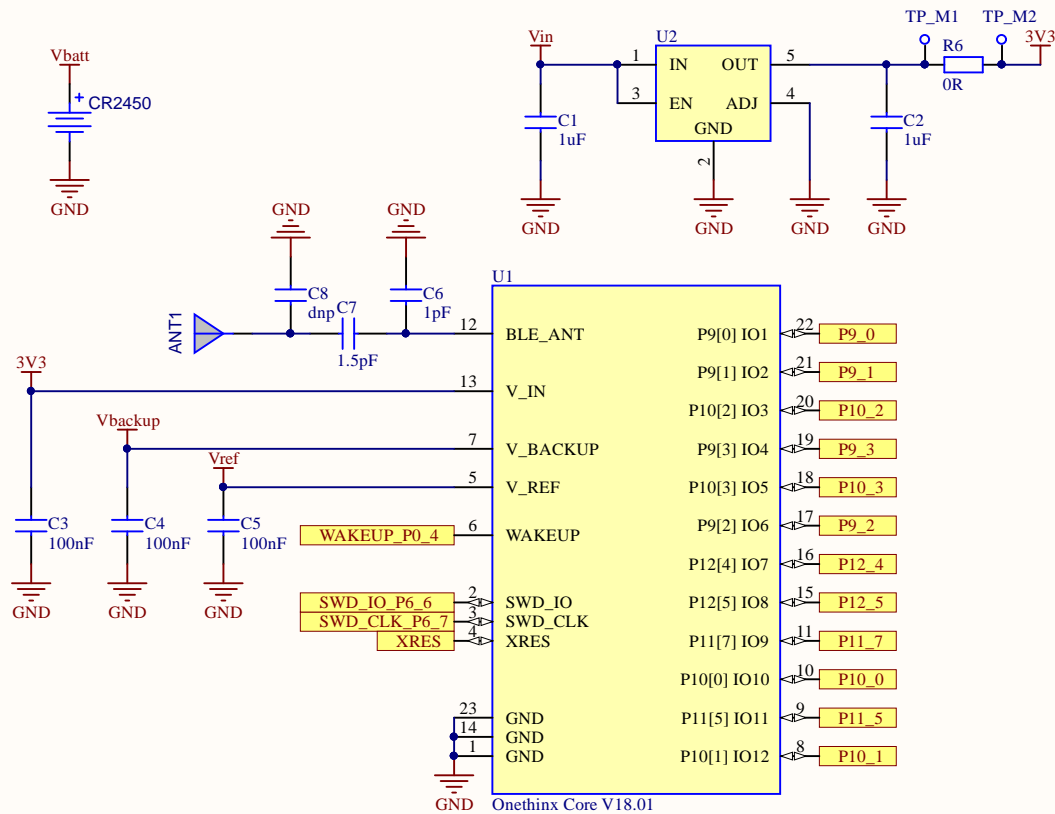 TP_M1 TP_M2
Vbatt
Vin
U2
R6
3V3
1 IN OUT 5
+ CR2450
0R
3 EN ADJ 4
C1
1uF
GND
C2
1uF
2
GND
GND
GND
GND
GND
GND
GND
U1
C8
dnp
C7
C6
1pF
ANT1
1.5pF
12 BLE_ANT
P9[0] IO1 22 P9_0
3V3
13 V_IN
P9[1] IO2 21 P9_1
P10[2] IO3 20 P10_2
Vbackup
7 V_BACKUP
P9[3] IO4 19 P9_3
Vref
5 V_REF
P10[3] IO5 18 P10_3
C3
100nF
C4
100nF
C5
100nF
WAKEUP_P0_4 6 WAKEUP
P9[2] IO6 17 P9_2
P12[4] IO7 16 P12_4
GND
GND
GND
SWD_IO_P6_6 2 SWD_IO
P12[5] IO8 15 P12_5
SWD_CLK_P6_7 3 SWD_CLK
XRES 4 XRES
P11[7] IO9 11 P11_7
P10[0] IO10 10 P10_0
23 GND
P11[5] IO11 9 P11_5
14 GND
1 GND
P10[1] IO12 8 P10_1
GND
Onethinx Core V18.01